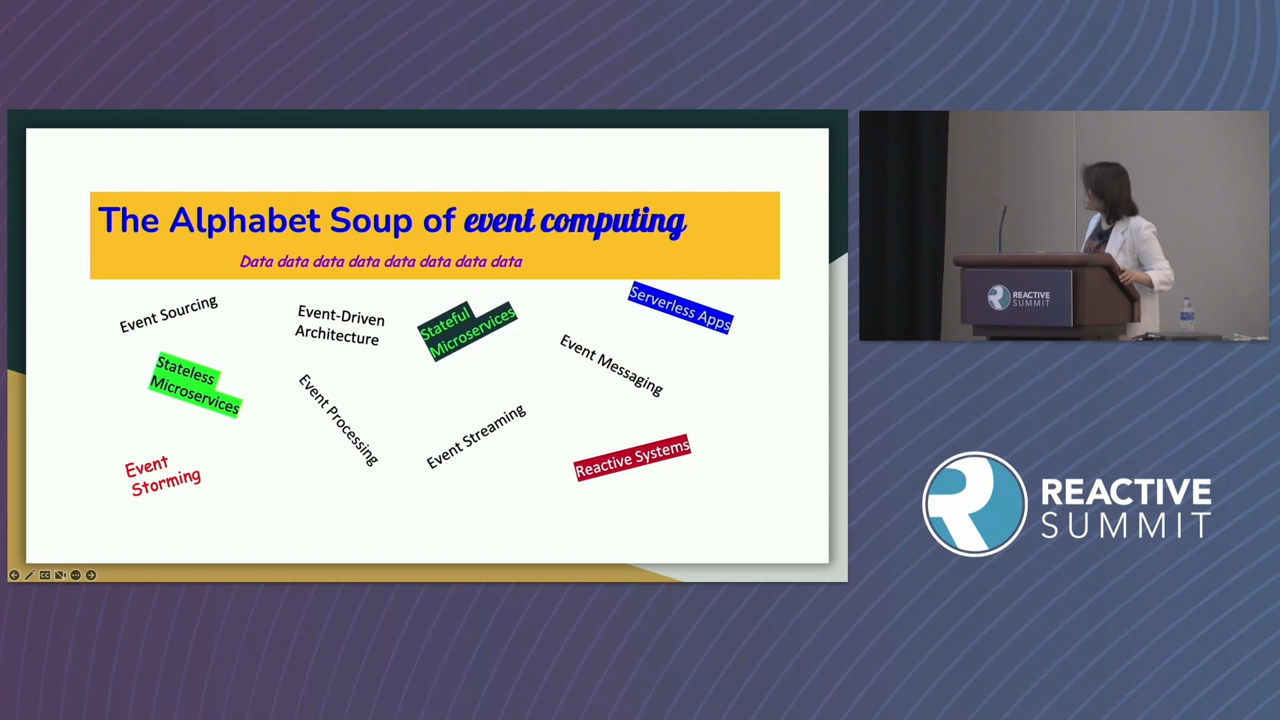 The Alphabet Soup of event computing
Data data data data data data data data
Event Sourcing
Event-Driven
Architecture
Stateful
Microservices
Serverless Apps
Stateless
Microservices
Event Processing
Event Streaming
Event Messaging
Event
Storming
Reactive Systems
REACTIVE
SUMMIT
REACTIVE
SUMMIT